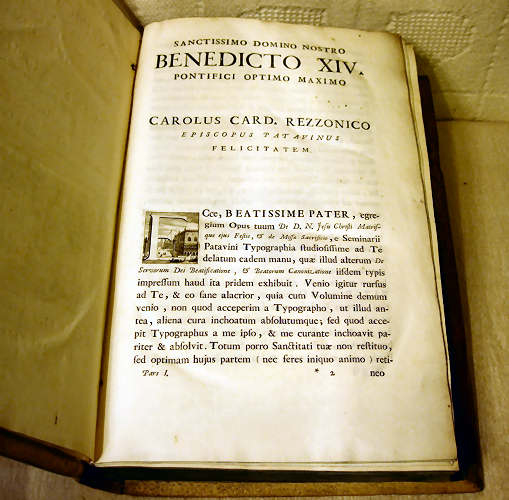 SANCTISSIMO DOMINO NOSTRO
BENEDICTO XIV.
PONTIFICI OPTIMO MAXIMO
CAROLUS CARD. REZZONICO
EPISCOPUS PATAVINUS
FELICITATEM.
ECce, BEATISSIME PATER, egre-
gium Opus tuum De D. N. Jesu Christi Matris-
que ejus Festis, & de Missæ Sacrificio, e Seminarii
Patavini Typographia studiosissime ad Te
delatum eadem manu, quæ illud alterum De
Servorum Dei Beatificatione, & Beatorum Canonizatione iisdem typis
impressum haud ita pridem exhibuit. Venio igitur rursus
ad Te, & eo sane alacrior, quia cum Volumine demum
venio, non quod acceperim a Typographo, ut illud an-
tea, aliena cura inchoatum absolutumque; sed quod acce-
pit Typographus a me ipso, & me curante inchoavit pa-
riter & absolvit. Totum porro Sanctitati tuæ non restituo,
sed optimam hujus partem (nec feres iniquo animo) reti-
Pars I. * 2 neo